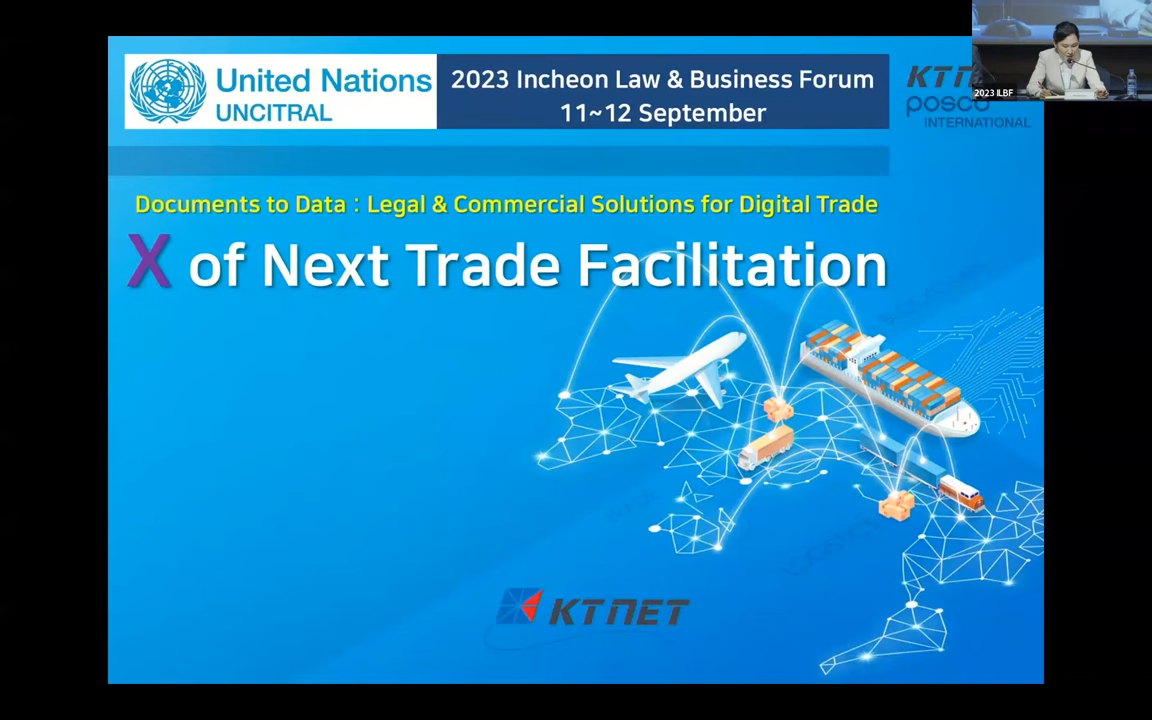 United Nations
UNCITRAL
2023 Incheon Law & Business Forum
11~12 September
2023 ILBF
posco
INTERNATIONAL
Documents to Data : Legal & Commercial Solutions for Digital Trade
X of Next Trade Facilitation
KTNET